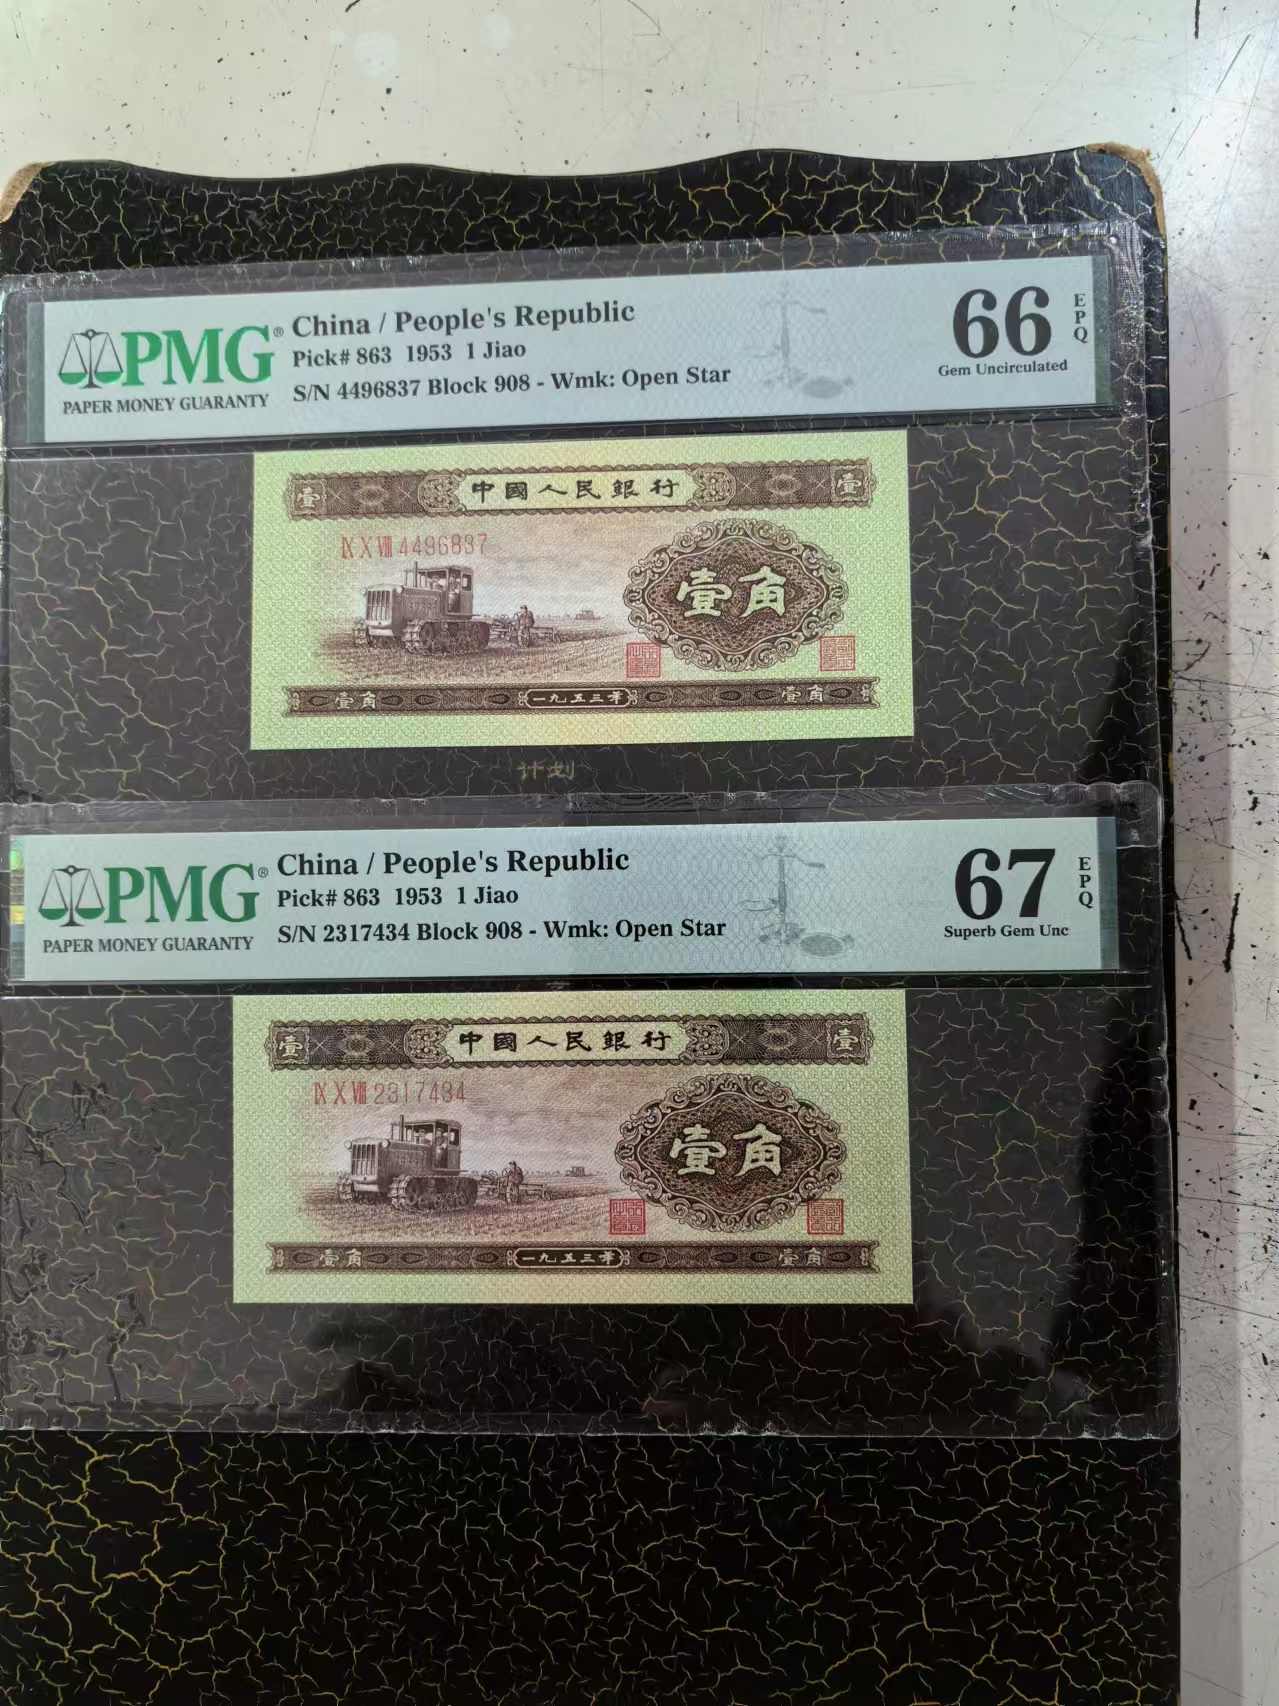 PMG®
PAPER MONEY GUARANTY
China / People's Republic
Pick# 863 1953 1 Jiao
S/N 4496837 Block 908 - Wmk: Open Star
66 EPQ
Gem Uncirculated
壹 中國人民銀行 壹
ⅨⅩⅧ 4496837
壹角
壹角 一九五三年 壹角
计划
PMG®
PAPER MONEY GUARANTY
China / People's Republic
Pick# 863 1953 1 Jiao
S/N 2317434 Block 908 - Wmk: Open Star
67 EPQ
Superb Gem Unc
壹 中國人民銀行 壹
ⅨⅩⅧ 2317434
壹角
壹角 一九五三年 壹角